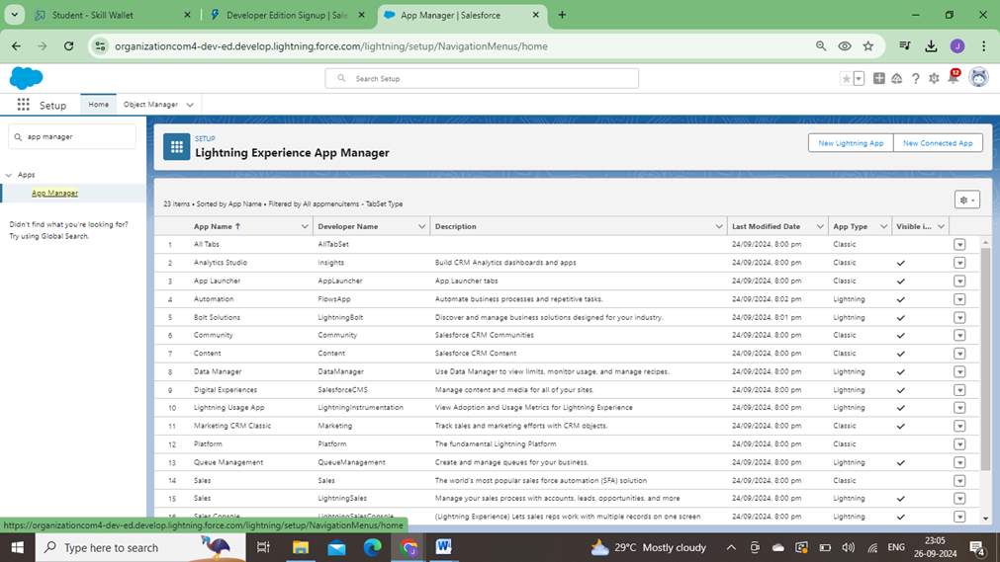 Student - Skill Wallet
Developer Edition Signup | Sale
App Manager | Salesforce
organizationcom4-dev-ed.develop.lightning.force.com/lightning/setup/NavigationMenus/home
J
Search Setup
12
Setup
Home
Object Manager
app manager
Apps
App Manager
Didn't find what you're looking for?
Try using Global Search.
SETUP
Lightning Experience App Manager
New Lightning App
New Connected App
23 items • Sorted by App Name • Filtered by All appmenuitems - TabSet Type
App Name ↑ Developer Name Description Last Modified Date App Type Visible i...
1 All Tabs AllTabSet 24/09/2024, 8:00 pm Classic
2 Analytics Studio Insights Build CRM Analytics dashboards and apps 24/09/2024, 8:00 pm Classic
3 App Launcher AppLauncher App Launcher tabs 24/09/2024, 8:00 pm Classic
4 Automation FlowsApp Automate business processes and repetitive tasks. 24/09/2024, 8:02 pm Lightning
5 Bolt Solutions LightningBolt Discover and manage business solutions designed for your industry. 24/09/2024, 8:01 pm Lightning
6 Community Community Salesforce CRM Communities 24/09/2024, 8:00 pm Classic
7 Content Content Salesforce CRM Content 24/09/2024, 8:00 pm Classic
8 Data Manager DataManager Use Data Manager to view limits, monitor usage, and manage recipes. 24/09/2024, 8:00 pm Lightning
9 Digital Experiences SalesforceCMS Manage content and media for all of your sites. 24/09/2024, 8:00 pm Lightning
10 Lightning Usage App LightningInstrumentation View Adoption and Usage Metrics for Lightning Experience 24/09/2024, 8:00 pm Lightning
11 Marketing CRM Classic Marketing Track sales and marketing efforts with CRM objects. 24/09/2024, 8:00 pm Classic
12 Platform Platform The fundamental Lightning Platform 24/09/2024, 8:00 pm Classic
13 Queue Management QueueManagement Create and manage queues for your business. 24/09/2024, 8:00 pm Lightning
14 Sales Sales The world's most popular sales force automation (SFA) solution 24/09/2024, 8:00 pm Classic
15 Sales LightningSales Manage your sales process with accounts, leads, opportunities, and more 24/09/2024, 8:00 pm Lightning
16 Sales Console LightningSalesConsole (Lightning Experience) Lets sales reps work with multiple records on one screen 24/09/2024, 8:00 pm Lightning
https://organizationcom4-dev-ed.develop.lightning.force.com/lightning/setup/NavigationMenus/home
Type here to search
29°C Mostly cloudy
ENG
23:05
26-09-2024
4